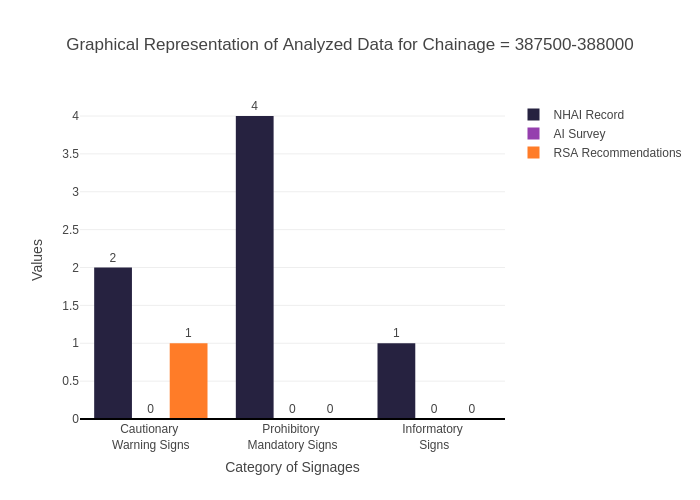 Graphical Representation of Analyzed Data for Chainage = 387500-388000
NHAI Record
AI Survey
RSA Recommendations
Values
4
3.5
3
2.5
2
1.5
1
0.5
0
2
0
1
4
0
0
1
0
0
Cautionary
Warning Signs
Prohibitory
Mandatory Signs
Informatory
Signs
Category of Signages